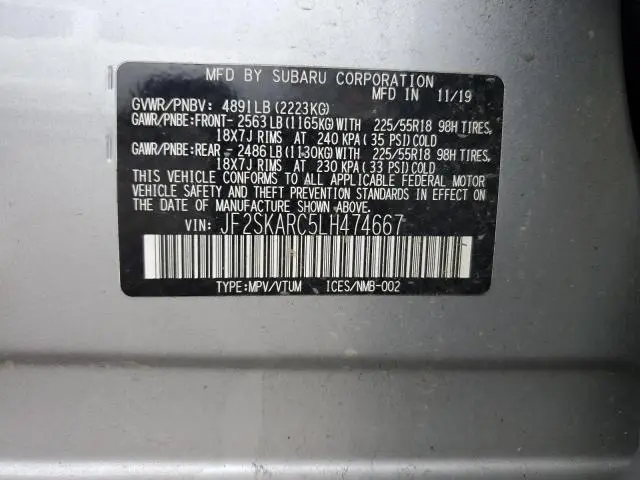 MFD BY SUBARU CORPORATION
MFD IN 11/19
GVWR/PNBV: 4891LB (2223KG)
GAWR/PNBE:FRONT- 2563LB (1165KG)WITH 225/55R18 98H TIRES,
18X7J RIMS AT 240 KPA (35 PSI) COLD
GAWR/PNBE:REAR - 2486LB (1130KG)WITH 225/55R18 98H TIRES,
18X7J RIMS AT 230 KPA (33 PSI) COLD
THIS VEHICLE CONFORMS TO ALL APPLICABLE FEDERAL MOTOR
VEHICLE SAFETY AND THEFT PREVENTION STANDARDS IN EFFECT ON
THE DATE OF MANUFACTURE SHOWN ABOVE.
VIN: JF2SKARC5LH474667
TYPE:MPV/VTUM ICES/NMB-002